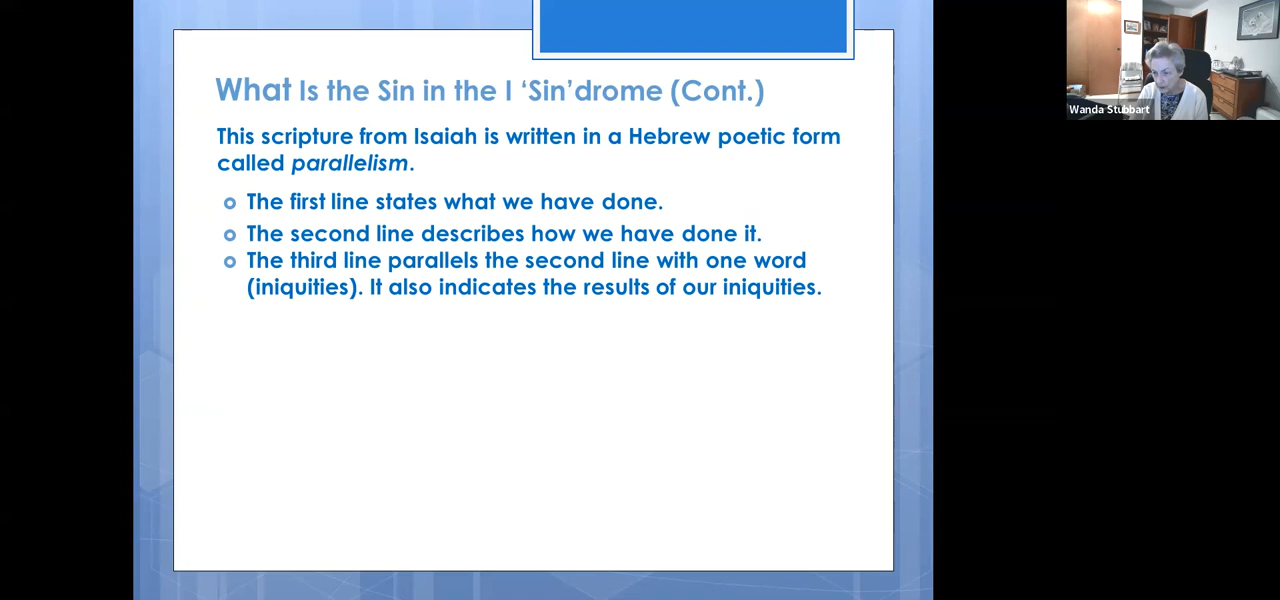 What Is the Sin in the I ‘Sin’drome (Cont.)
This scripture from Isaiah is written in a Hebrew poetic form
called parallelism.
The first line states what we have done.
The second line describes how we have done it.
The third line parallels the second line with one word
(iniquities). It also indicates the results of our iniquities.
Wanda Stubbart